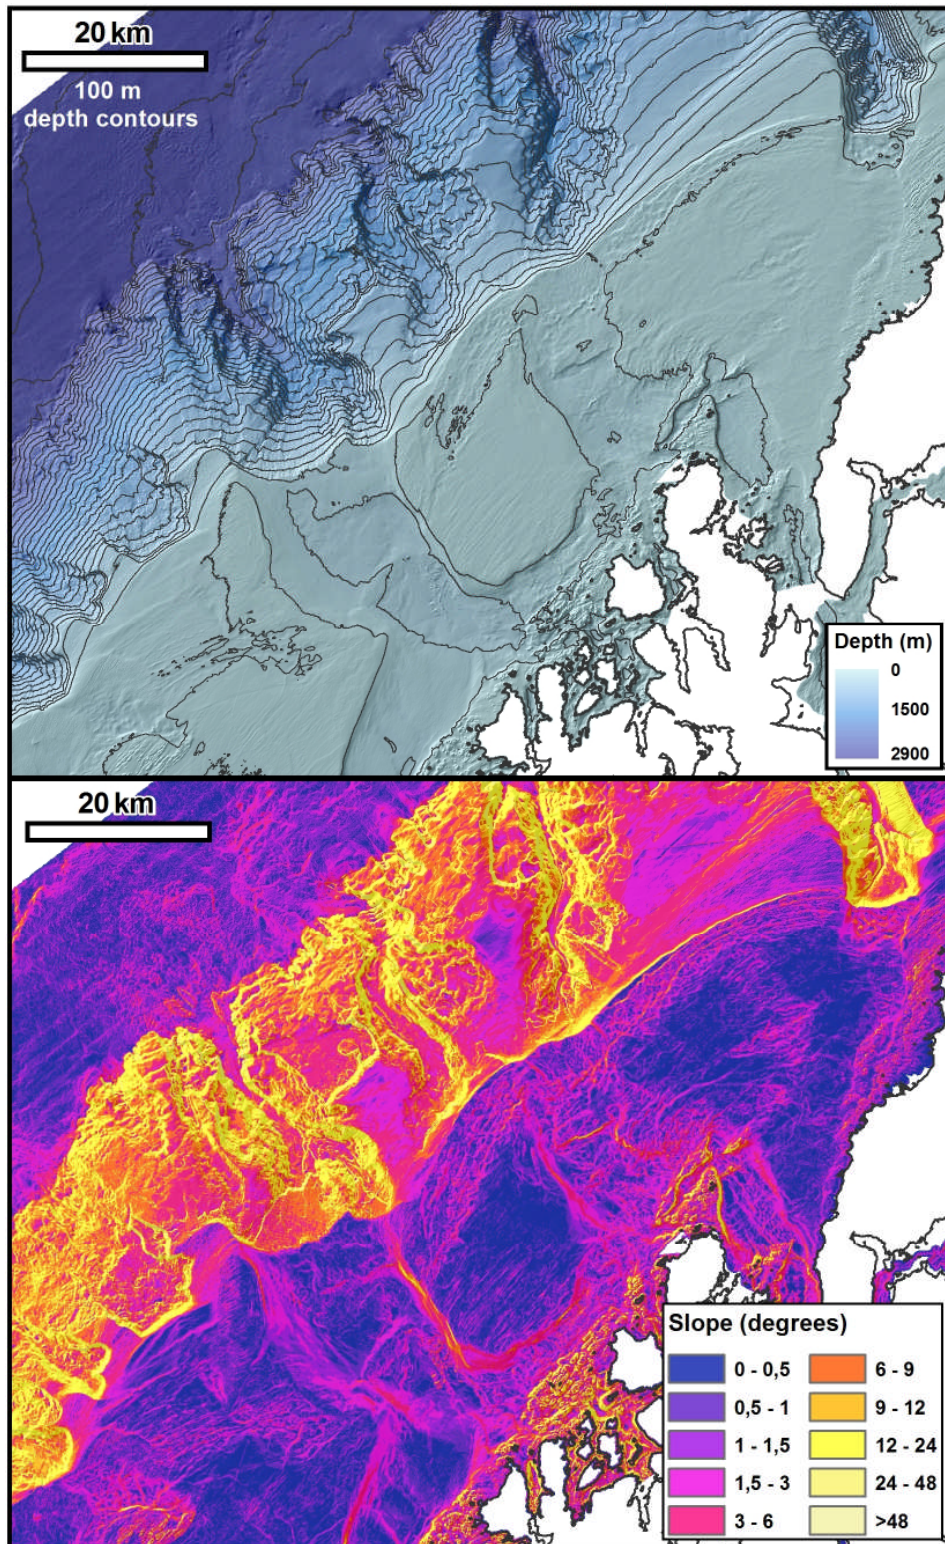 20 km
100 m
depth contours
Depth (m)
0
1500
2900
20 km
Slope (degrees)
0 - 0,5
6 - 9
0,5 - 1
9 - 12
1 - 1,5
12 - 24
1,5 - 3
24 - 48
3 - 6
>48